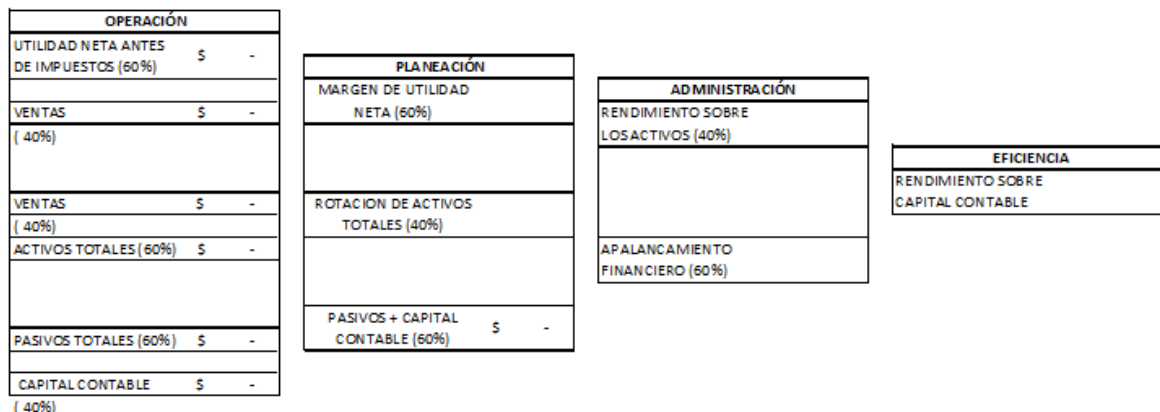 OPERACIÓN
UTILIDAD NETA ANTES
DE IMPUESTOS (60%) $ -
VENTAS $ -
( 40%)
VENTAS $ -
( 40%)
ACTIVOS TOTALES (60%) $ -
PASIVOS TOTALES (60%) $ -
CAPITAL CONTABLE $ -
( 40%)
PLANEACIÓN
MARGEN DE UTILIDAD
NETA (60%)
ROTACION DE ACTIVOS
TOTALES (40%)
PASIVOS + CAPITAL
CONTABLE (60%) $ -
ADMINISTRACIÓN
RENDIMIENTO SOBRE
LOS ACTIVOS (40%)
APALANCAMIENTO
FINANCIERO (60%)
EFICIENCIA
RENDIMIENTO SOBRE
CAPITAL CONTABLE